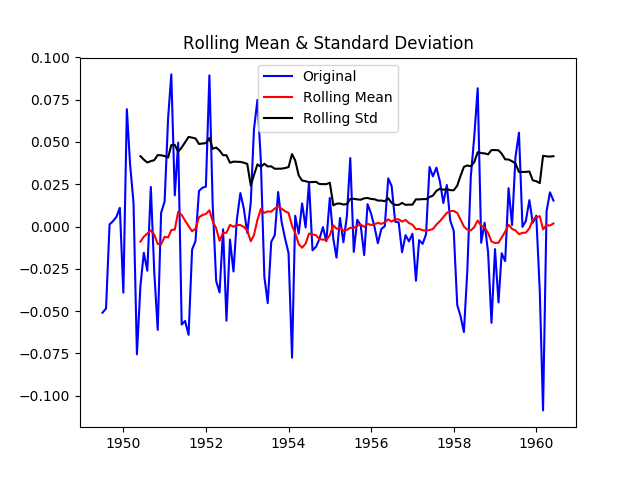 Rolling Mean & Standard Deviation
Original
Rolling Mean
Rolling Std
0.100
0.075
0.050
0.025
0.000
−0.025
−0.050
−0.075
−0.100
1950 1952 1954 1956 1958 1960